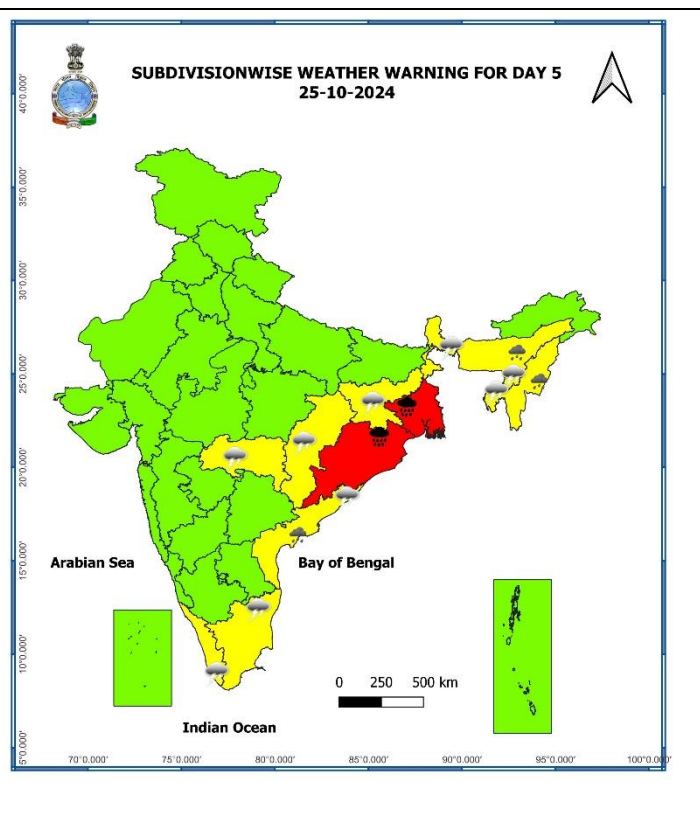 SUBDIVISIONWISE WEATHER WARNING FOR DAY 5
25-10-2024
40°0.000'
35°0.000'
30°0.000'
25°0.000'
20°0.000'
15°0.000'
10°0.000'
5°0.000'
Arabian Sea
Bay of Bengal
0 250 500 km
Indian Ocean
70°0.000' 75°0.000' 80°0.000' 85°0.000' 90°0.000' 95°0.000' 100°0.000'